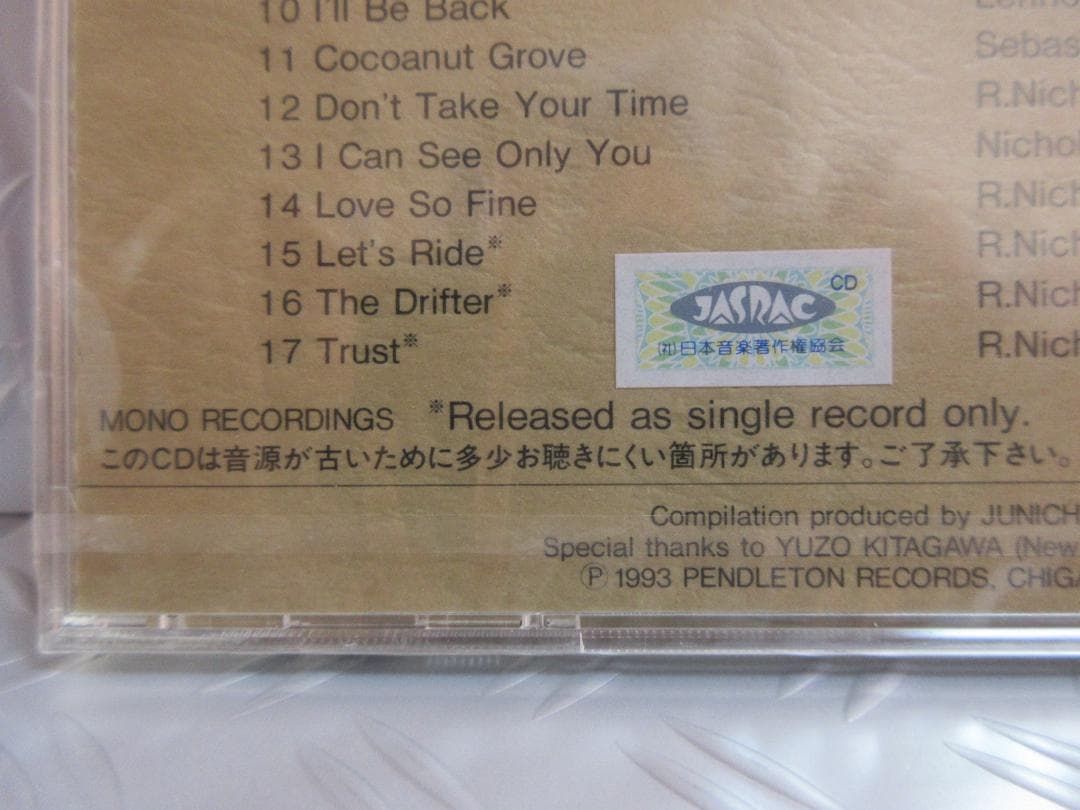 10 I'll Be Back
11 Cocoanut Grove Sebas
12 Don't Take Your Time R.Nich
13 I Can See Only You Nichol
14 Love So Fine R.Nich
15 Let's Ride※ R.Nich
16 The Drifter※ R.Nich
17 Trust※ R.Nich
CD
JASRAC
(社)日本音楽著作権協会
MONO RECORDINGS ※Released as single record only.
このCDは音源が古いために多少お聴きにくい箇所があります。ご了承下さい。
Compilation produced by JUNICH
Special thanks to YUZO KITAGAWA (New
Ⓟ 1993 PENDLETON RECORDS, CHIGA